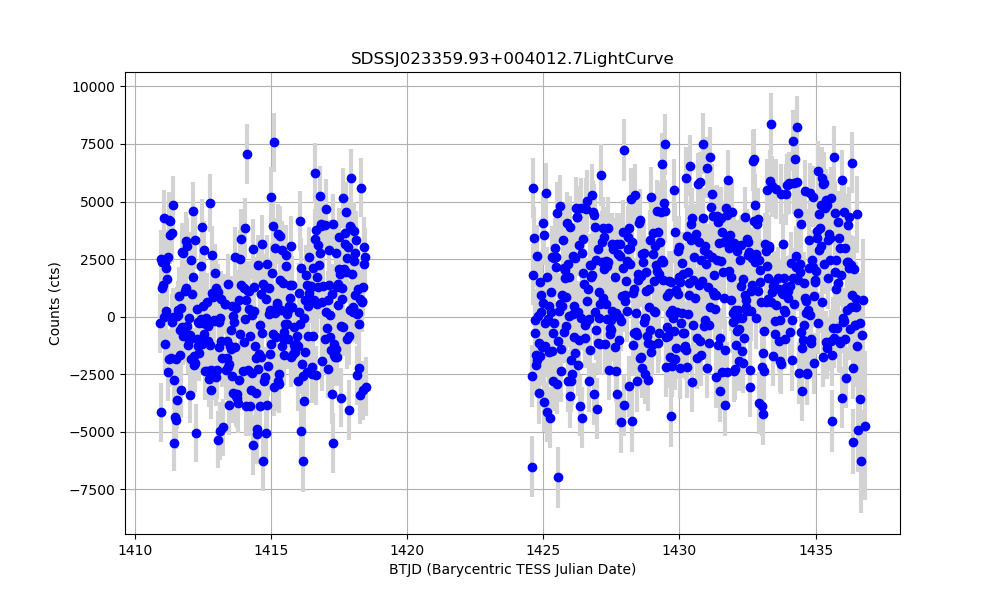 SDSSJ023359.93+004012.7LightCurve
10000
7500
5000
2500
0
−2500
−5000
−7500
Counts (cts)
1410 1415 1420 1425 1430 1435
BTJD (Barycentric TESS Julian Date)